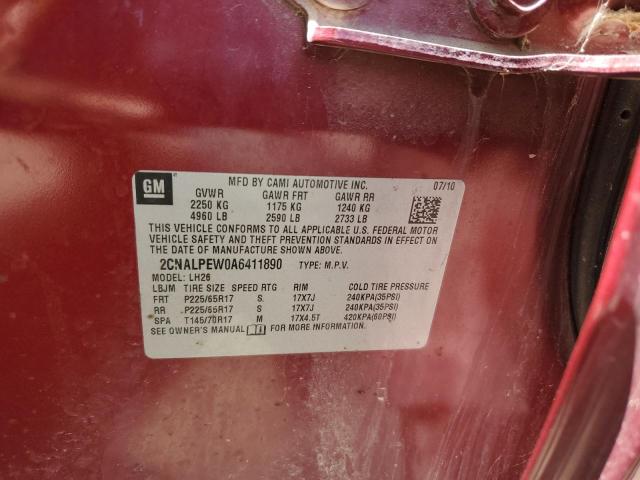 GM
MFD BY CAMI AUTOMOTIVE INC. 07/10
GVWR GAWR FRT GAWR RR
2250 KG 1175 KG 1240 KG
4960 LB 2590 LB 2733 LB
THIS VEHICLE CONFORMS TO ALL APPLICABLE U.S. FEDERAL MOTOR
VEHICLE SAFETY AND THEFT PREVENTION STANDARDS IN EFFECT ON
THE DATE OF MANUFACTURE SHOWN ABOVE.
2CNALPEW0A6411890 TYPE: M.P.V.
MODEL: LH26
LBJM TIRE SIZE SPEED RTG RIM COLD TIRE PRESSURE
FRT P225/65R17 S 17X7J 240KPA(35PSI)
RR P225/65R17 S 17X7J 240KPA(35PSI)
SPA T145/70R17 M 17X4.5T 420KPA(60PSI)
SEE OWNER'S MANUAL FOR MORE INFORMATION.